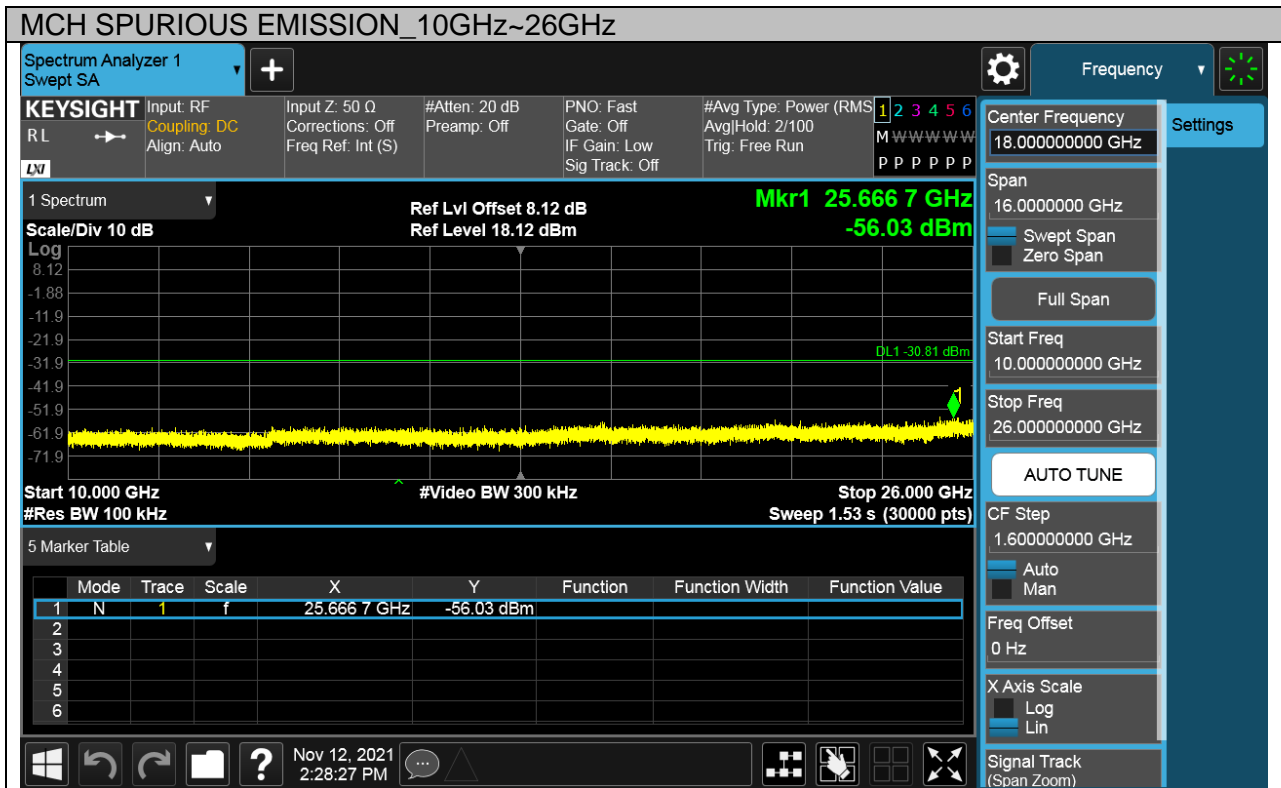 MCH SPURIOUS EMISSION_10GHz~26GHz
Spectrum Analyzer 1
Swept SA
Frequency
KEYSIGHT
RL
LXI
Input: RF
Coupling: DC
Align: Auto
Input Z: 50 Ω
Corrections: Off
Freq Ref: Int (S)
#Atten: 20 dB
Preamp: Off
PNO: Fast
Gate: Off
IF Gain: Low
Sig Track: Off
#Avg Type: Power (RMS
Avg|Hold: 2/100
Trig: Free Run
1 2 3 4 5 6
M W W W W W
P P P P P P
1 Spectrum
Scale/Div 10 dB
Ref Lvl Offset 8.12 dB
Ref Level 18.12 dBm
Mkr1 25.666 7 GHz
-56.03 dBm
Log
8.12
-1.88
-11.9
-21.9
-31.9
-41.9
-51.9
-61.9
-71.9
DL1 -30.81 dBm
1
Start 10.000 GHz
#Res BW 100 kHz
#Video BW 300 kHz
Stop 26.000 GHz
Sweep 1.53 s (30000 pts)
5 Marker Table
Mode Trace Scale X Y Function Function Width Function Value
1 N 1 f 25.666 7 GHz -56.03 dBm
2
3
4
5
6
Nov 12, 2021
2:28:27 PM
Center Frequency
18.000000000 GHz
Settings
Span
16.0000000 GHz
Swept Span
Zero Span
Full Span
Start Freq
10.000000000 GHz
Stop Freq
26.000000000 GHz
AUTO TUNE
CF Step
1.600000000 GHz
Auto
Man
Freq Offset
0 Hz
X Axis Scale
Log
Lin
Signal Track
(Span Zoom)